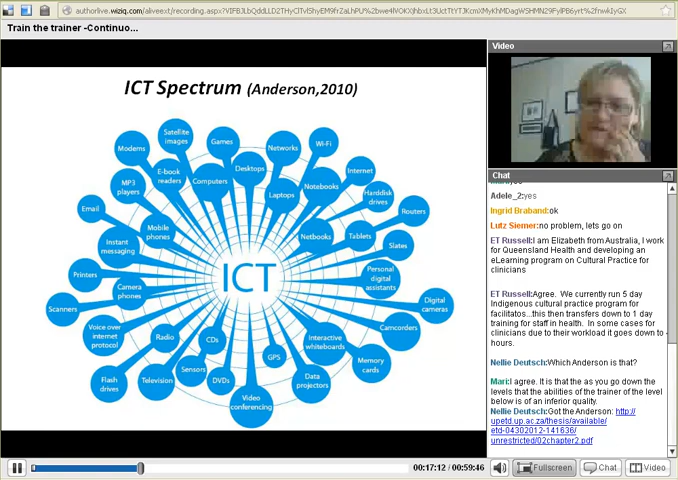 authorlive.wiziq.com/aliveext/recording.aspx?
Train the trainer -Continuo...
ICT Spectrum (Anderson,2010)
Satellite
images
Games
Modems
Networks
Wi-Fi
E-book
readers
Desktops
Internet
MP3
players
Computers
Laptops
Notebooks
Harddisk
drives
Email
Routers
Mobile
phones
Netbooks
Tablets
Instant
messaging
Slates
ICT
Printers
Personal
digital
assistants
Camera
phones
Digital
cameras
Scanners
Voice over
internet
protocol
Radio
CDs
Interactive
whiteboards
Camcorders
GPS
Memory
cards
Flash
drives
Television
Sensors
DVDs
Data
projectors
Video
conferencing
Video
Chat
Adele_2:yes
Ingrid Braband:ok
Lutz Siemer:no problem, lets go on
ET Russell:I am Elizabeth from Australia, I work
for Queensland Health and developing an
eLearning program on Cultural Practice for
clinicians
ET Russell:Agree. We currently run 5 day
Indigenous cultural practice program for
facilitatos...this then transfers down to 1 day
training for staff in health. In some cases for
clinicians due to their workload it goes down to
hours.
Nellie Deutsch:Which Anderson is that?
Mari:I agree. It is that the as you go down the
levels that the abilities of the trainer of the level
below is of an inferior quality.
Nellie Deutsch:Got the Anderson: http://
upetd.up.ac.za/thesis/available/
etd-04302012-141636/
unrestricted/02chapter2.pdf
00:17:12 / 00:59:46
Fullscreen
Chat
Video